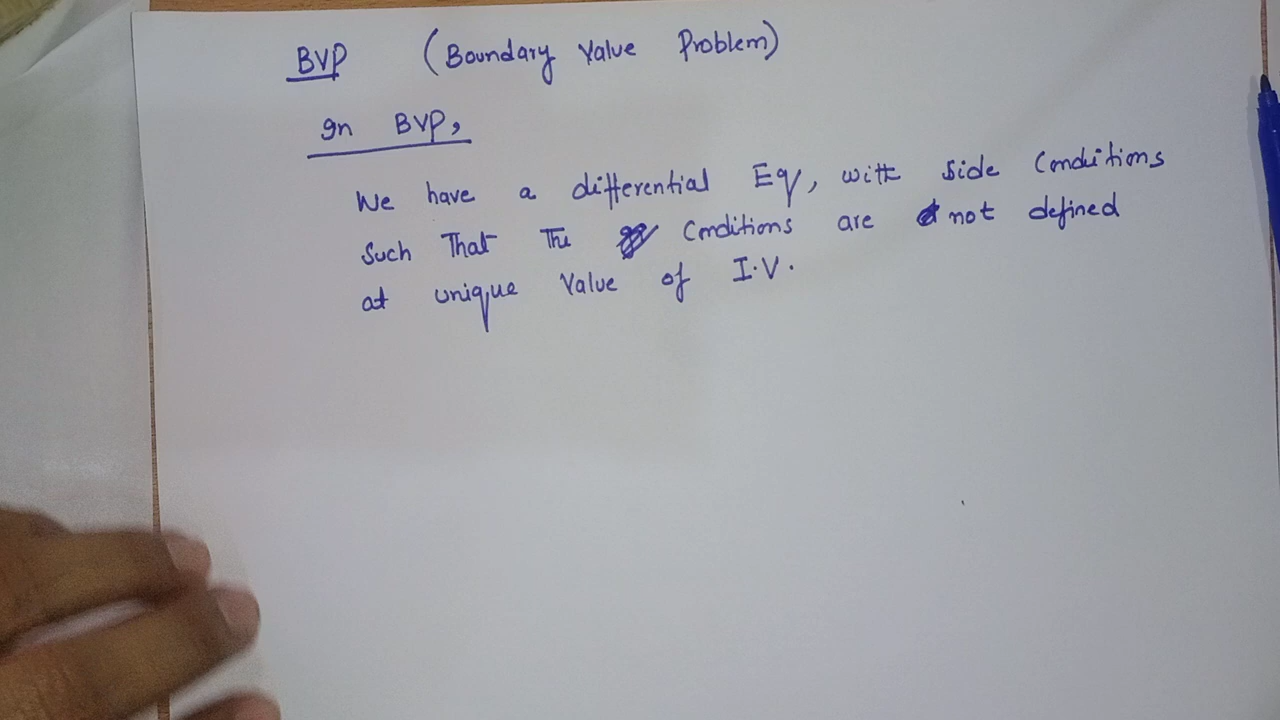 BVP (Boundary Value Problem)
In BVP,
We have a differential Eq, with side Conditions
Such That The Conditions are not defined
at unique Value of I.V.